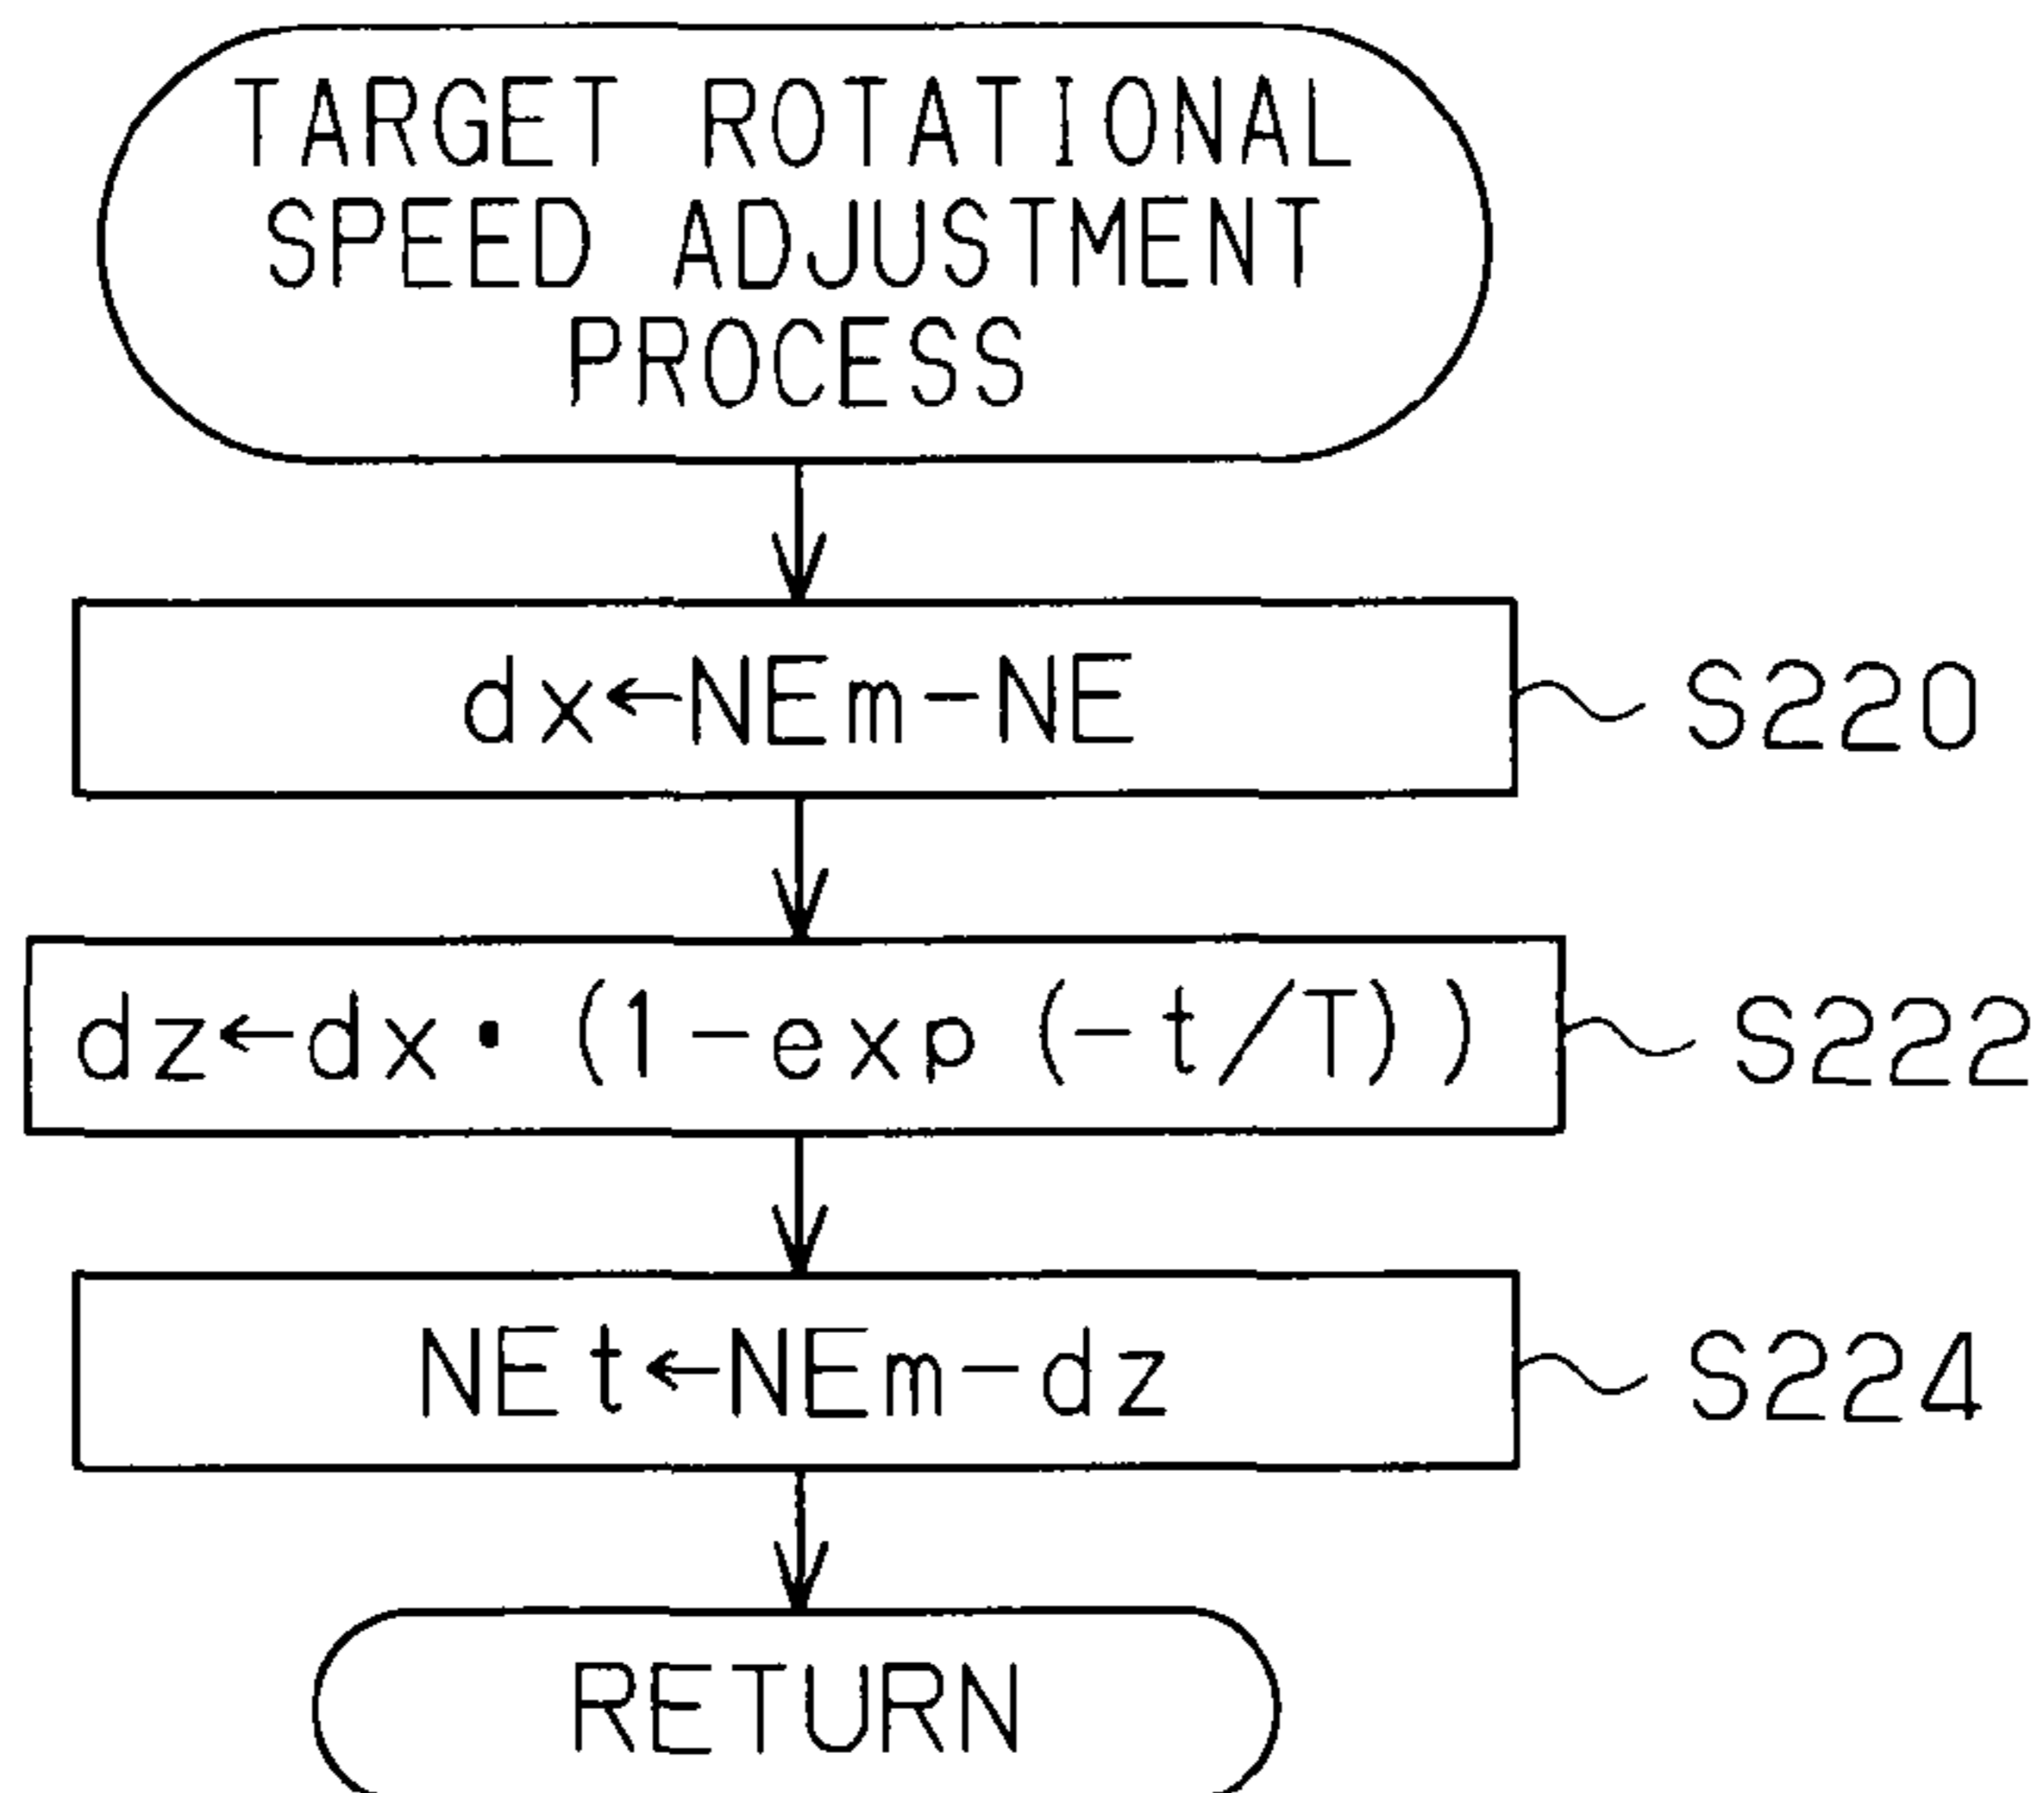 TARGET ROTATIONAL
SPEED ADJUSTMENT
PROCESS
dx←NEm-NE
S220
dz←dx•(1-exp(-t/T))
S222
NEt←NEm-dz
S224
RETURN